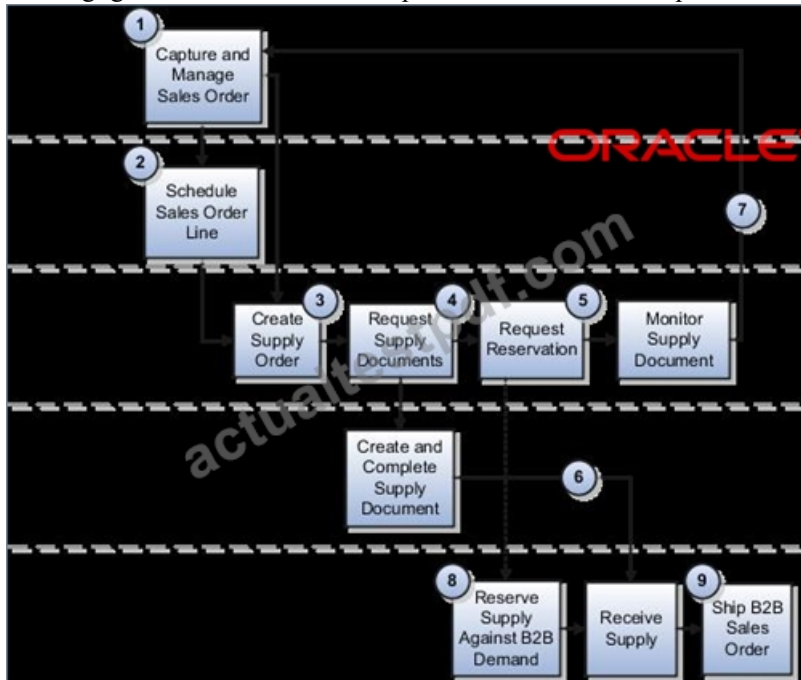 1
Capture and
Manage
Sales Order
ORACLE
2
Schedule
Sales Order
Line
7
3
Create
Supply
Order
4
Request
Supply
Documents
5
Request
Reservation
Monitor
Supply
Document
actualtestpdf.com
Create and
Complete
Supply
Document
6
8
Reserve
Supply
Against B2B
Demand
Receive
Supply
9
Ship B2B
Sales
Order